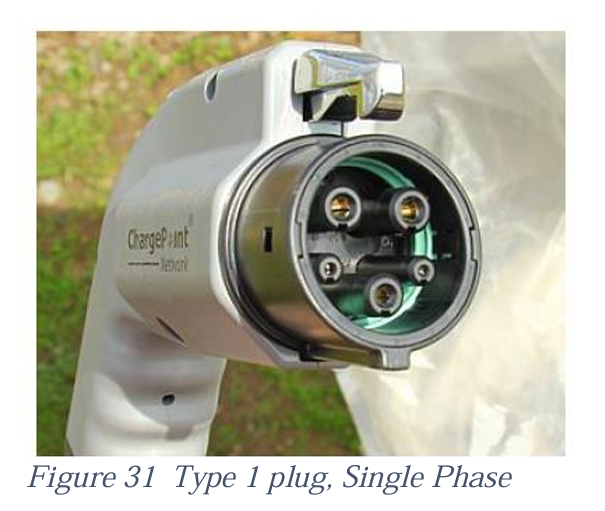 ChargePoint®
Network
Figure 31 Type 1 plug, Single Phase